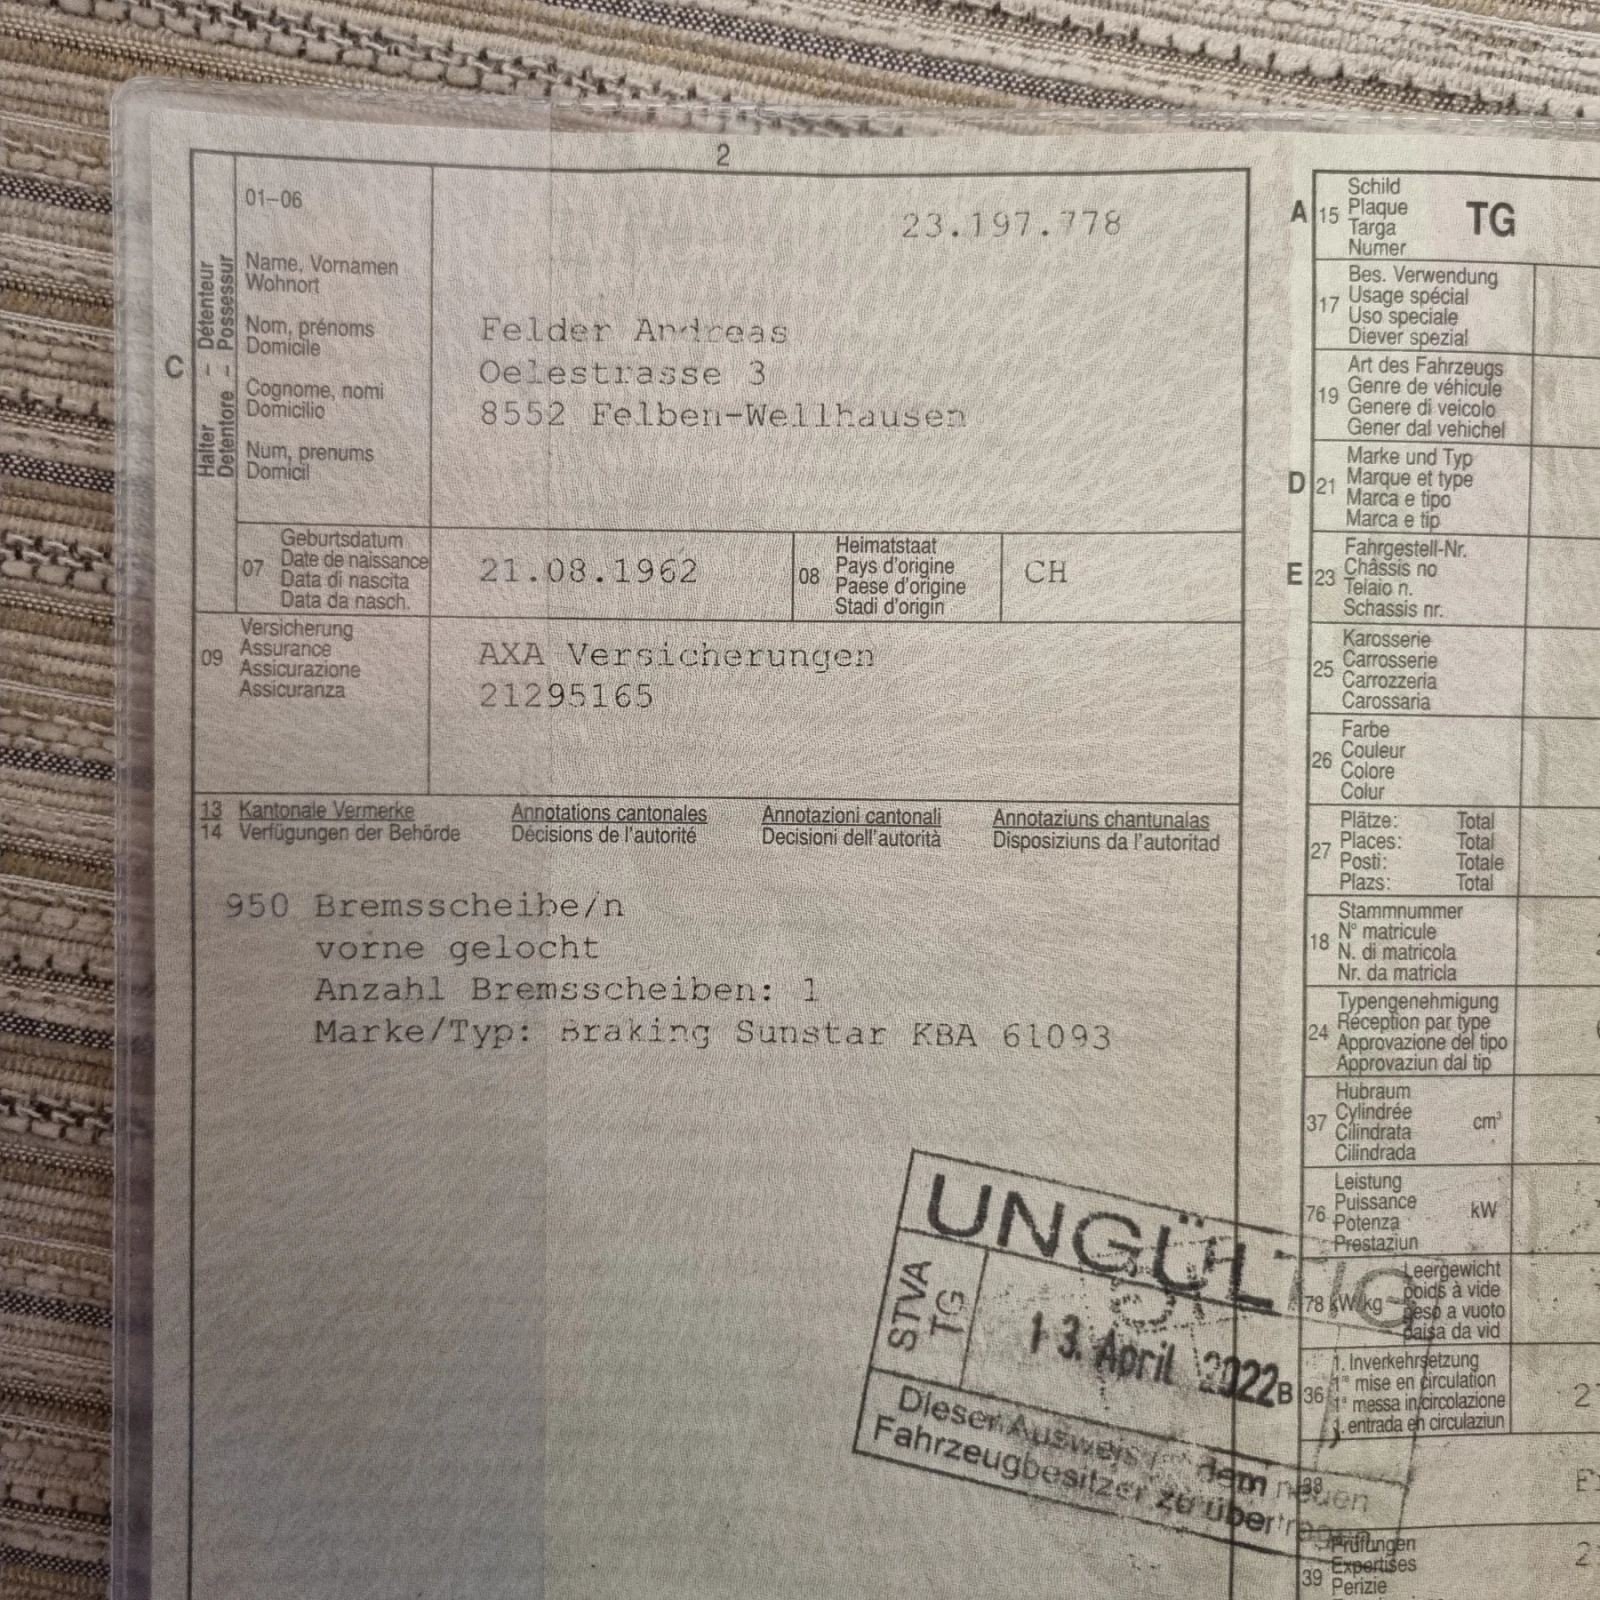 2
01–06
23.197.778
Name, Vornamen
Wohnort
Nom, prénoms
Domicile
Cognome, nomi
Domicilio
Num, prenums
Domicil
C
Halter – Détenteur
Detentore – Possessur
Felder Andreas
Oelestrasse 3
8552 Felben-Wellhausen
07
Geburtsdatum
Date de naissance
Data di nascita
Data da nasch.
21.08.1962
08
Heimatstaat
Pays d'origine
Paese d'origine
Stadi d'origin
CH
09
Versicherung
Assurance
Assicurazione
Assicuranza
AXA Versicherungen
21295165
13 Kantonale Vermerke Annotations cantonales Annotazioni cantonali Annotaziuns chantunalas
14 Verfügungen der Behörde Décisions de l'autorité Decisioni dell'autorità Disposiziuns da l'autoritad
950 Bremsscheibe/n
vorne gelocht
Anzahl Bremsscheiben: 1
Marke/Typ: Braking Sunstar KBA 61093
UNGÜLTIG
STVA
TG
13. April 2022
Dieser Ausweis dem neuen
Fahrzeugbesitzer zu
A 15
Schild
Plaque
Targa
Numer
TG
17
Bes. Verwendung
Usage spécial
Uso speciale
Diever spezial
19
Art des Fahrzeugs
Genre de véhicule
Genere di veicolo
Gener dal vehichel
D 21
Marke und Typ
Marque et type
Marca e tipo
Marca e tip
E 23
Fahrgestell-Nr.
Châssis no
Telaio n.
Schassis nr.
25
Karosserie
Carrosserie
Carrozzeria
Carossaria
26
Farbe
Couleur
Colore
Colur
27
Plätze: Total
Places: Total
Posti: Totale
Plazs: Total
18
Stammnummer
N° matricule
N. di matricola
Nr. da matricla
24
Typengenehmigung
Réception par type
Approvazione del tipo
Approvaziun dal tip
37
Hubraum
Cylindrée
Cilindrata
Cilindrada
cm³
76
Leistung
Puissance
Potenza
Prestaziun
kW
78 kW/kg
Leergewicht
poids à vide
peso a vuoto
paisa da vid
B 36
1. Inverkehrsetzung
1re mise en circulation
1a messa in circolazione
1. entrada en circulaziun
38
39
Prüfungen
Expertises
Perizie